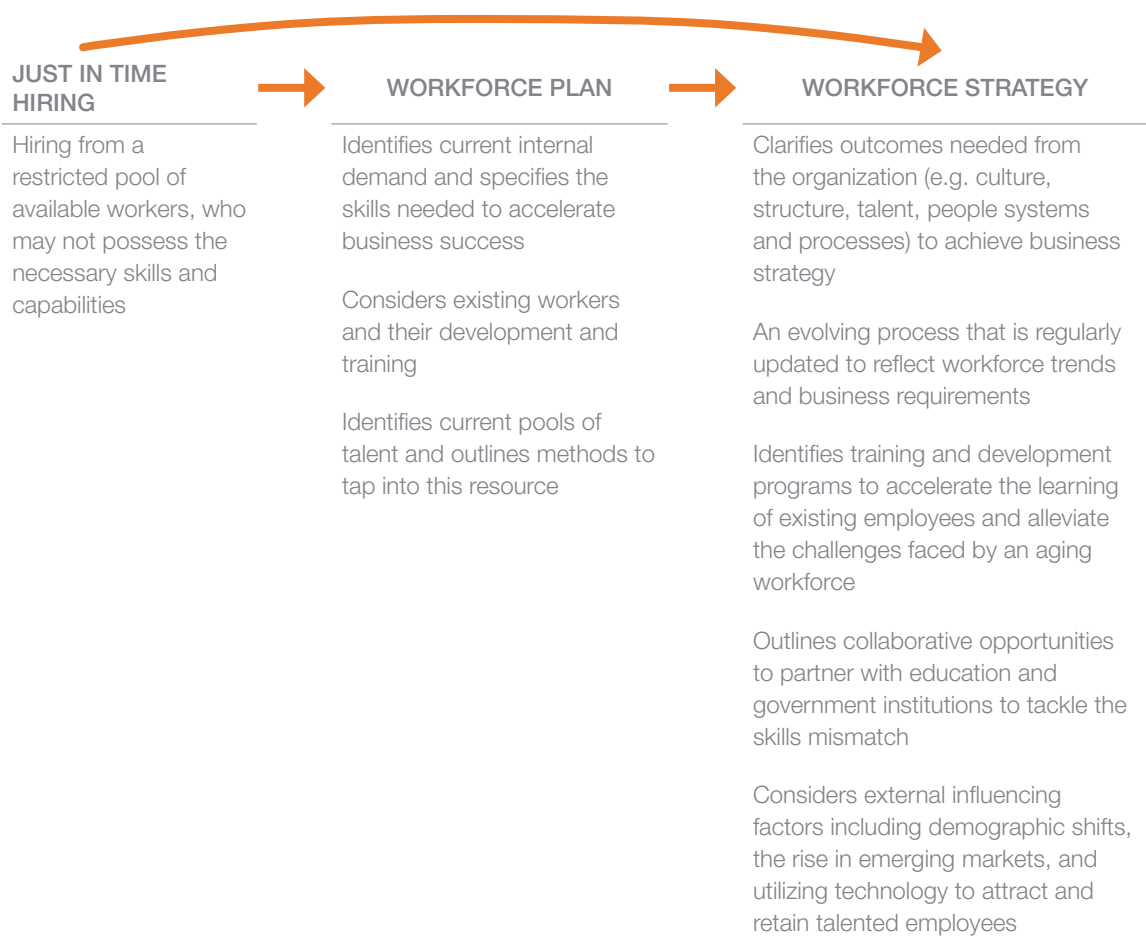 JUST IN TIME
HIRING
Hiring from a
restricted pool of
available workers, who
may not possess the
necessary skills and
capabilities
WORKFORCE PLAN
Identifies current internal
demand and specifies the
skills needed to accelerate
business success
Considers existing workers
and their development and
training
Identifies current pools of
talent and outlines methods to
tap into this resource
WORKFORCE STRATEGY
Clarifies outcomes needed from
the organization (e.g. culture,
structure, talent, people systems
and processes) to achieve business
strategy
An evolving process that is regularly
updated to reflect workforce trends
and business requirements
Identifies training and development
programs to accelerate the learning
of existing employees and alleviate
the challenges faced by an aging
workforce
Outlines collaborative opportunities
to partner with education and
government institutions to tackle the
skills mismatch
Considers external influencing
factors including demographic shifts,
the rise in emerging markets, and
utilizing technology to attract and
retain talented employees